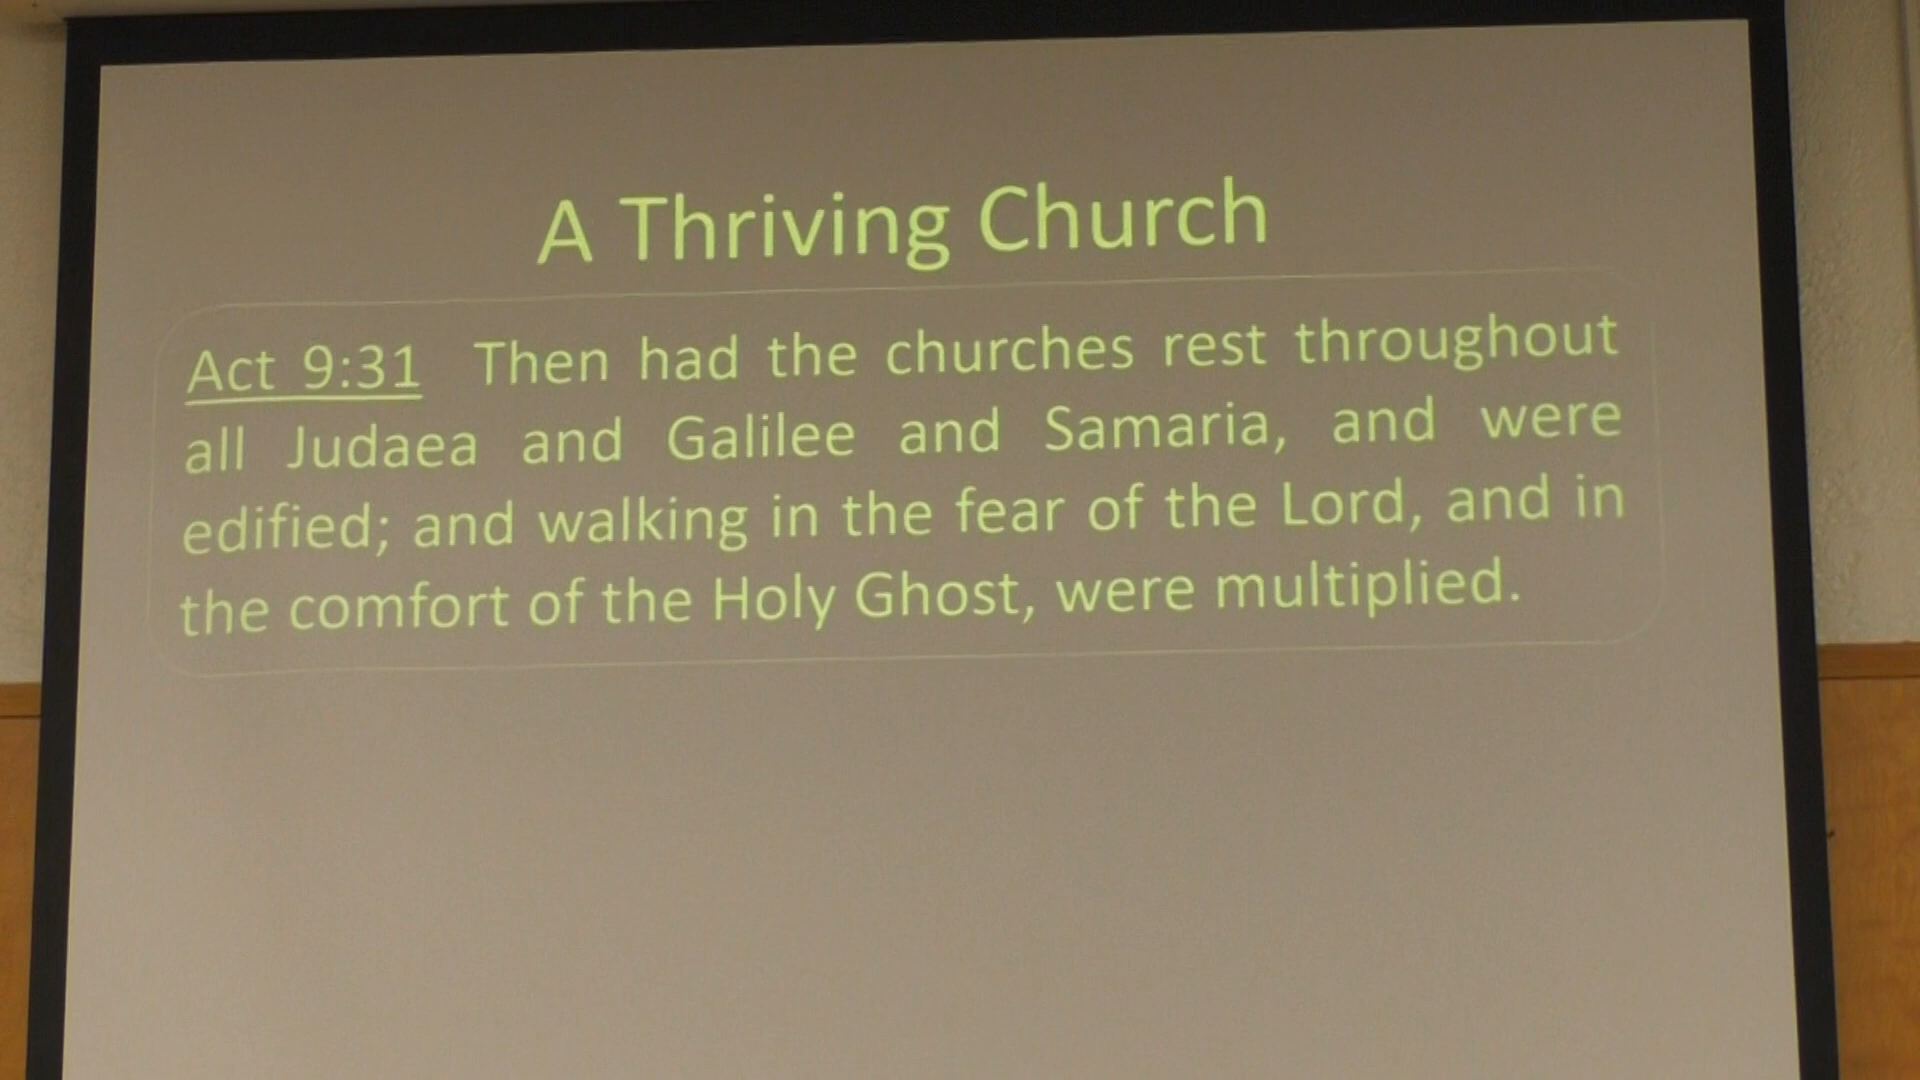 A Thriving Church
Act 9:31 Then had the churches rest throughout
all Judaea and Galilee and Samaria, and were
edified; and walking in the fear of the Lord, and in
the comfort of the Holy Ghost, were multiplied.